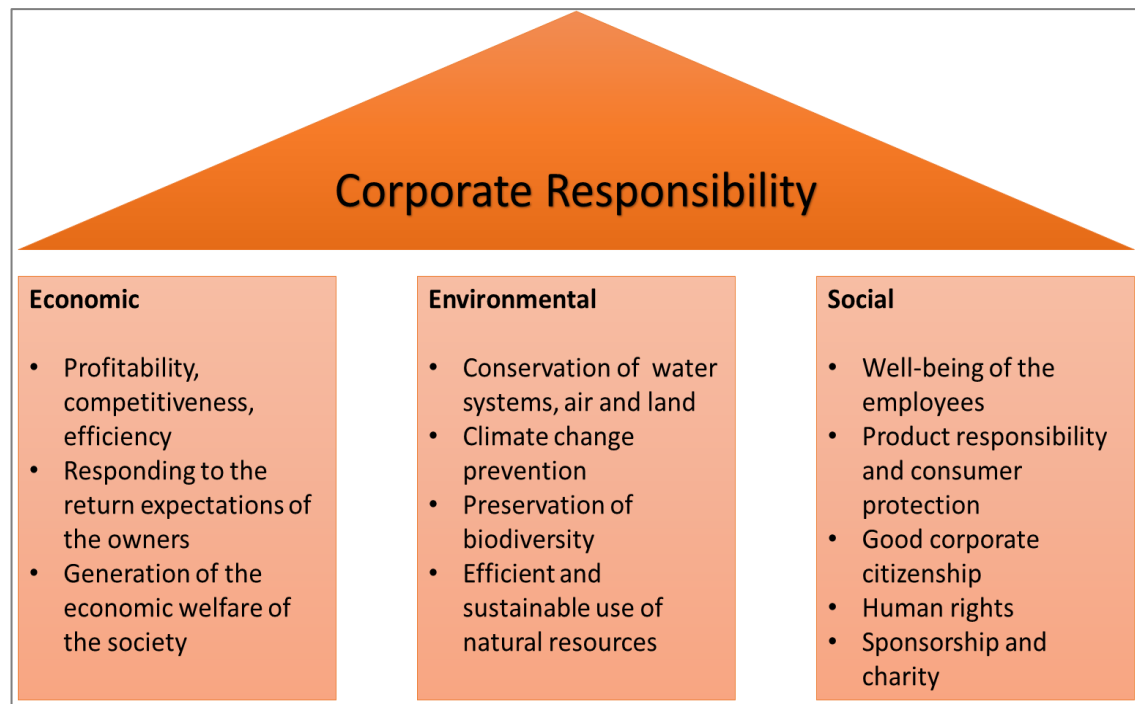 Corporate Responsibility
Economic
• Profitability,
competitiveness,
efficiency
• Responding to the
return expectations of
the owners
• Generation of the
economic welfare of
the society
Environmental
• Conservation of water
systems, air and land
• Climate change
prevention
• Preservation of
biodiversity
• Efficient and
sustainable use of
natural resources
Social
• Well-being of the
employees
• Product responsibility
and consumer
protection
• Good corporate
citizenship
• Human rights
• Sponsorship and
charity